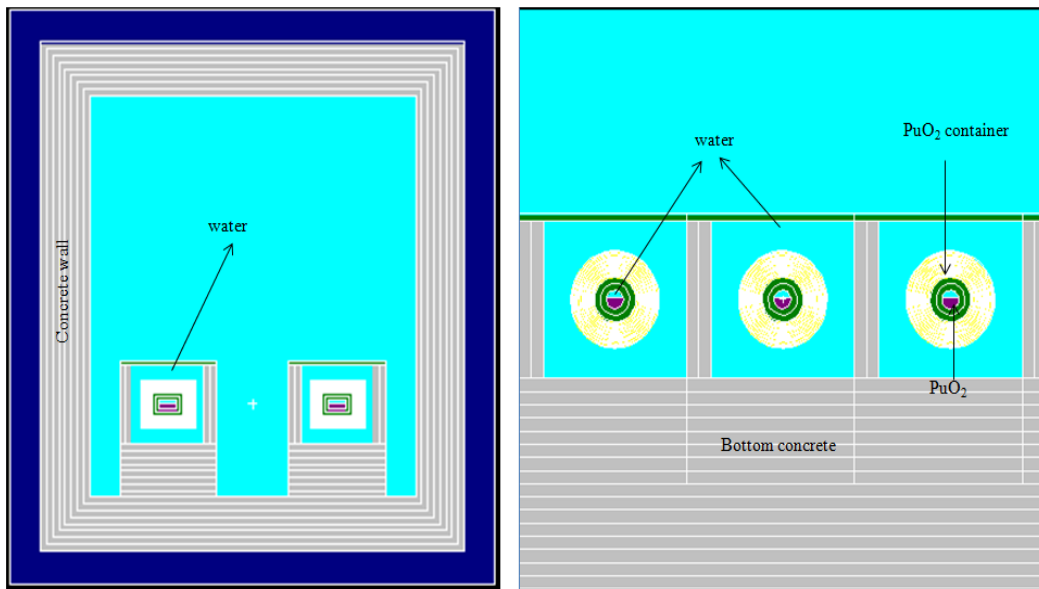 water
Concrete wall
water
PuO₂ container
PuO₂
Bottom concrete